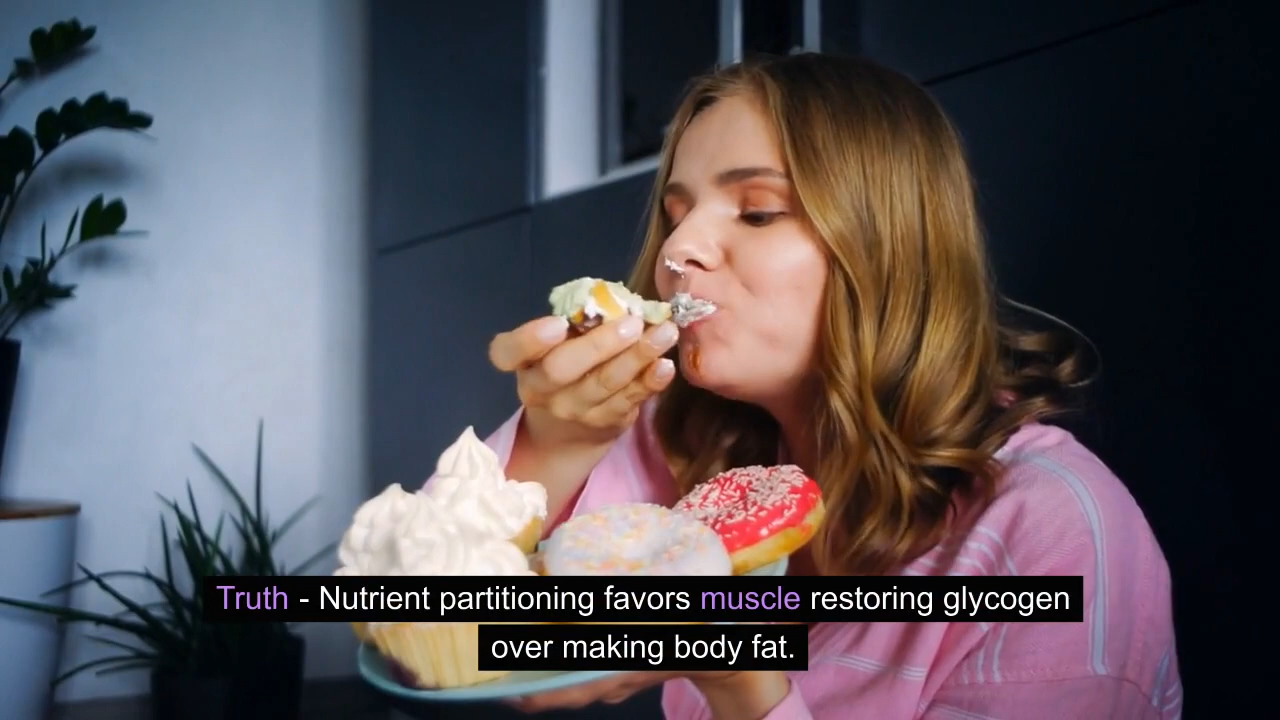 Truth - Nutrient partitioning favors muscle restoring glycogen
over making body fat.